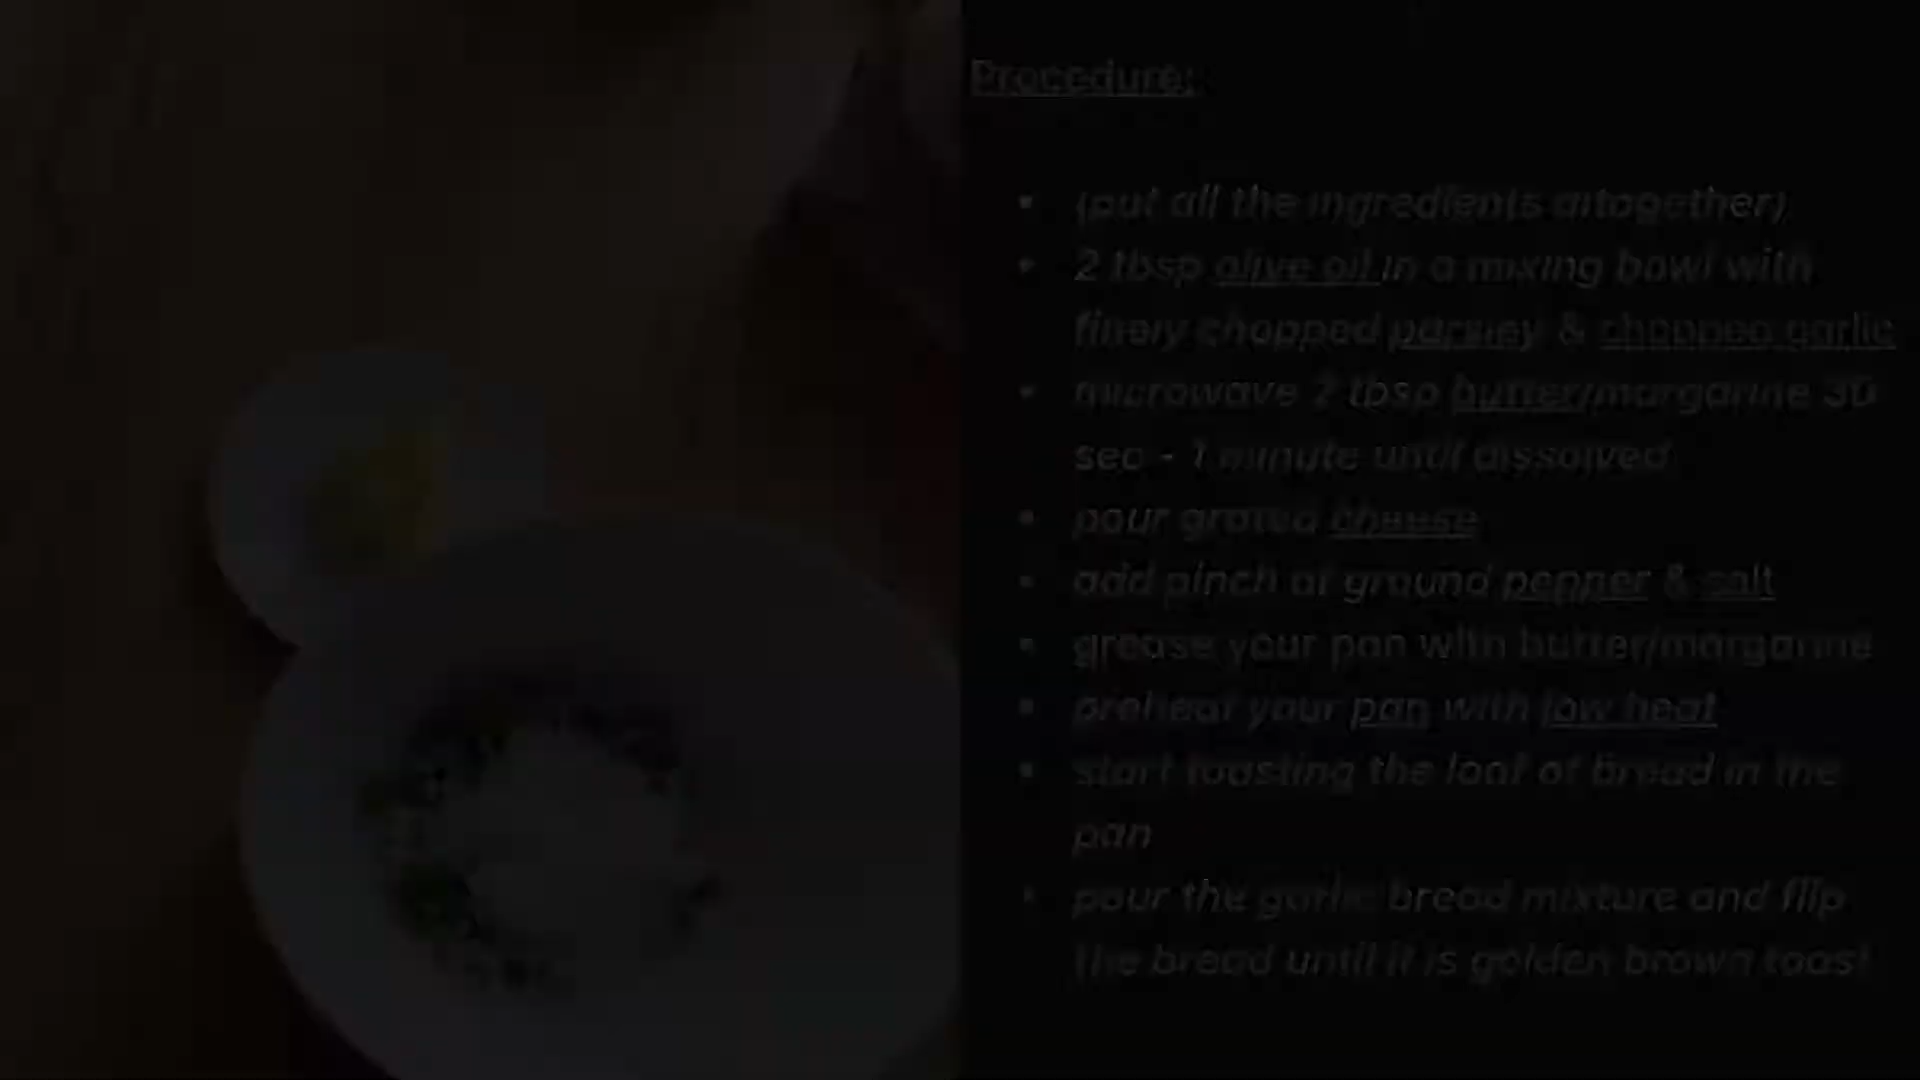 Procedure:
(put all the ingredients altogether)
2 tbsp olive oil in a mixing bowl with
finely chopped parsley & chopped garlic
microwave 2 tbsp butter/margarine 30
sec - 1 minute until dissolved
pour grated cheese
add pinch of ground pepper & salt
grease your pan with butter/margarine
preheat your pan with low heat
start toasting the loaf of bread in the
pan
pour the garlic bread mixture and flip
the bread until it is golden brown toast